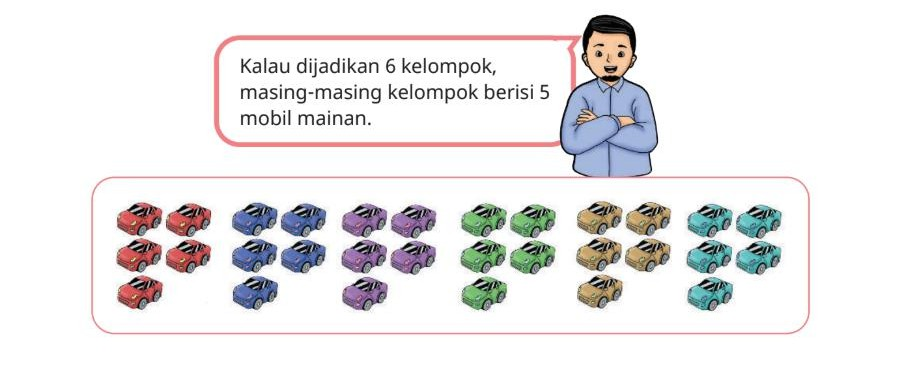 Kalau dijadikan 6 kelompok,
masing-masing kelompok berisi 5
mobil mainan.